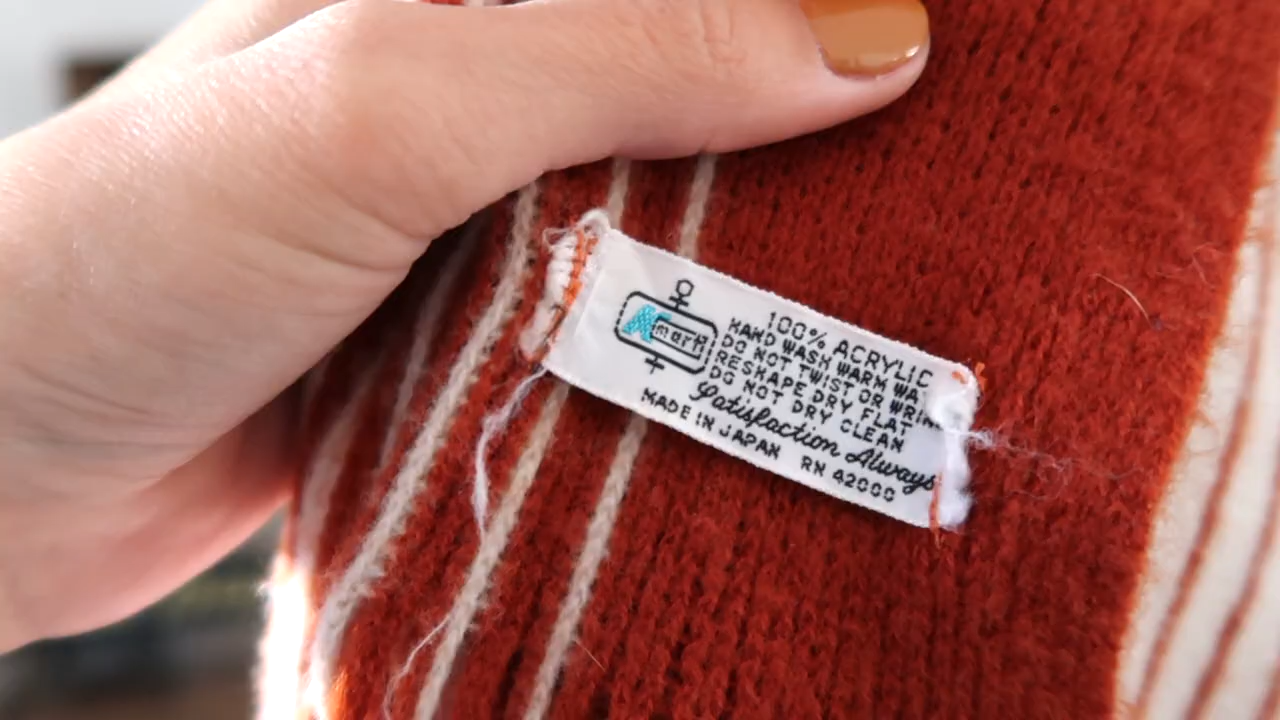 Kmart
100% ACRYLIC
HAND WASH WARM
DO NOT TWIST OR
RESHAPE DRY FLAT
DO NOT DRY CLEAN
Satisfaction Always
MADE IN JAPAN RN 42000